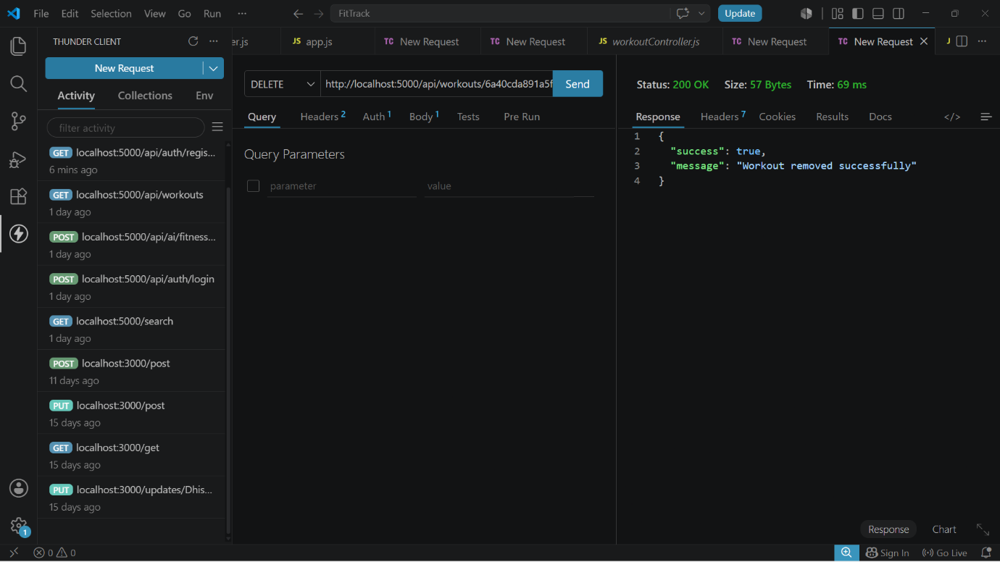 File Edit Selection View Go Run ··· FitTrack Update
THUNDER CLIENT ···
er.js
JS app.js
TC New Request
TC New Request
JS workoutController.js
TC New Request
TC New Request
J
···
New Request
Activity Collections Env
filter activity
GET localhost:5000/api/auth/regis...
6 mins ago
GET localhost:5000/api/workouts
1 day ago
POST localhost:5000/api/ai/fitness...
1 day ago
POST localhost:5000/api/auth/login
1 day ago
GET localhost:5000/search
1 day ago
POST localhost:3000/post
11 days ago
PUT localhost:3000/post
15 days ago
GET localhost:3000/get
15 days ago
PUT localhost:3000/updates/Dhis...
15 days ago
DELETE http://localhost:5000/api/workouts/6a40cda891a5f Send
Query Headers 2 Auth 1 Body 1 Tests Pre Run
Query Parameters
parameter value
Status: 200 OK Size: 57 Bytes Time: 69 ms
Response Headers 7 Cookies Results Docs </>
1 {
2 "success": true,
3 "message": "Workout removed successfully"
4 }
Response Chart
1
0 0 Sign In Go Live